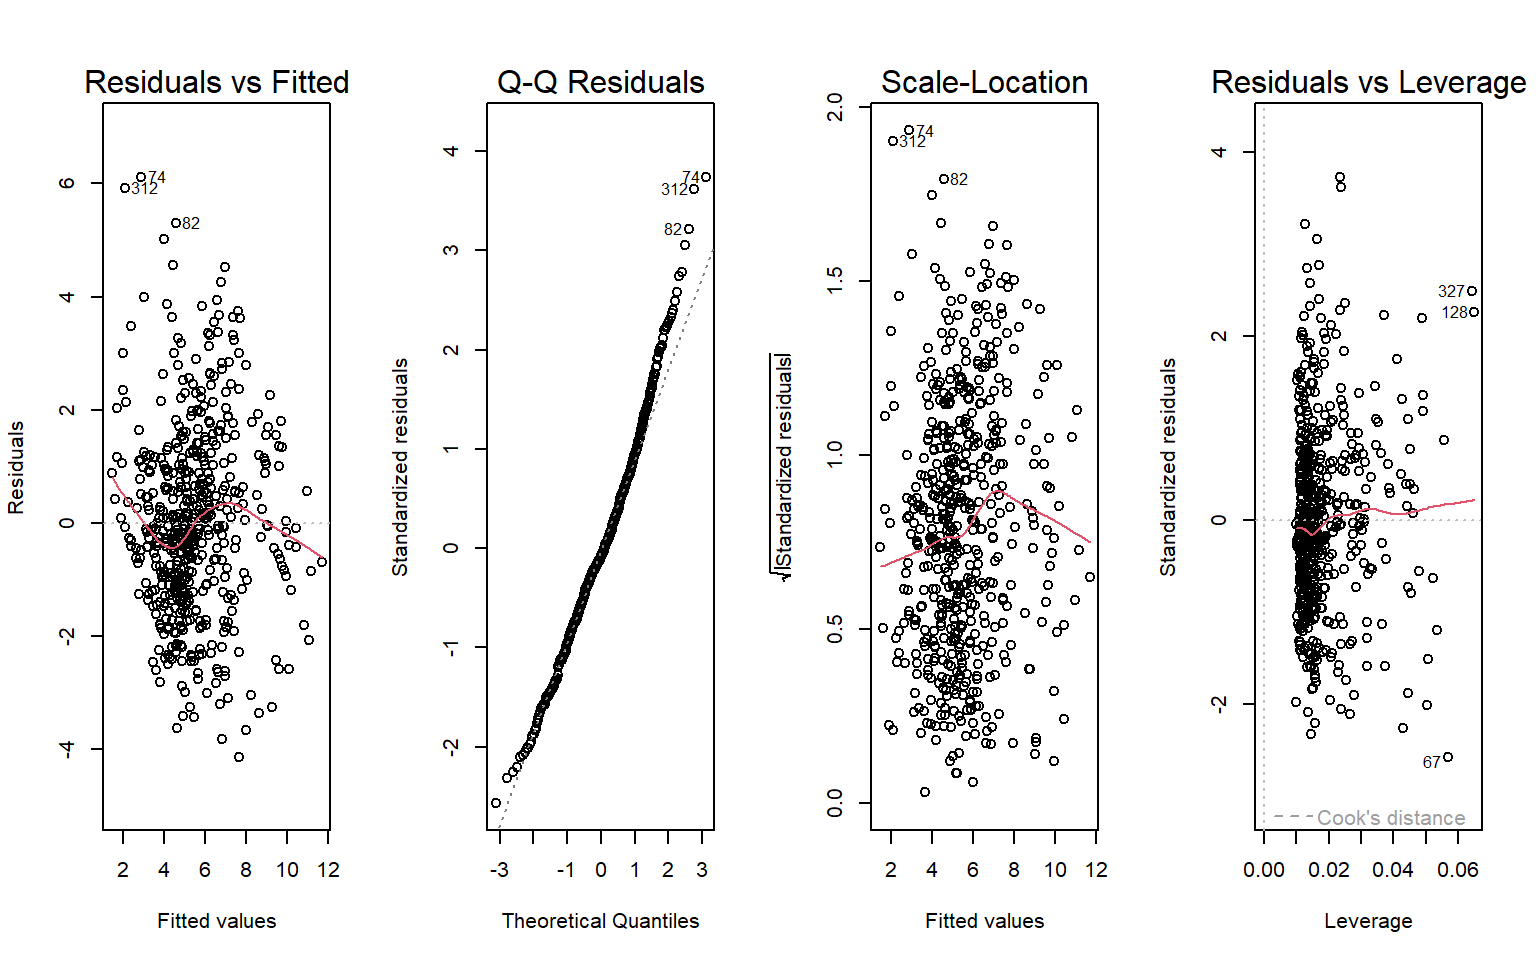 Residuals vs Fitted
Residuals
6
4
2
0
-2
-4
74
312
82
2 4 6 8 10 12
Fitted values
Q-Q Residuals
Standardized residuals
4
3
2
1
0
-1
-2
74
312
82
-3 -1 0 1 2 3
Theoretical Quantiles
Scale-Location
√|Standardized residuals|
2.0
1.5
1.0
0.5
0.0
74
312
82
2 4 6 8 10 12
Fitted values
Residuals vs Leverage
Standardized residuals
4
2
0
-2
327
128
67
Cook's distance
0.00 0.02 0.04 0.06
Leverage